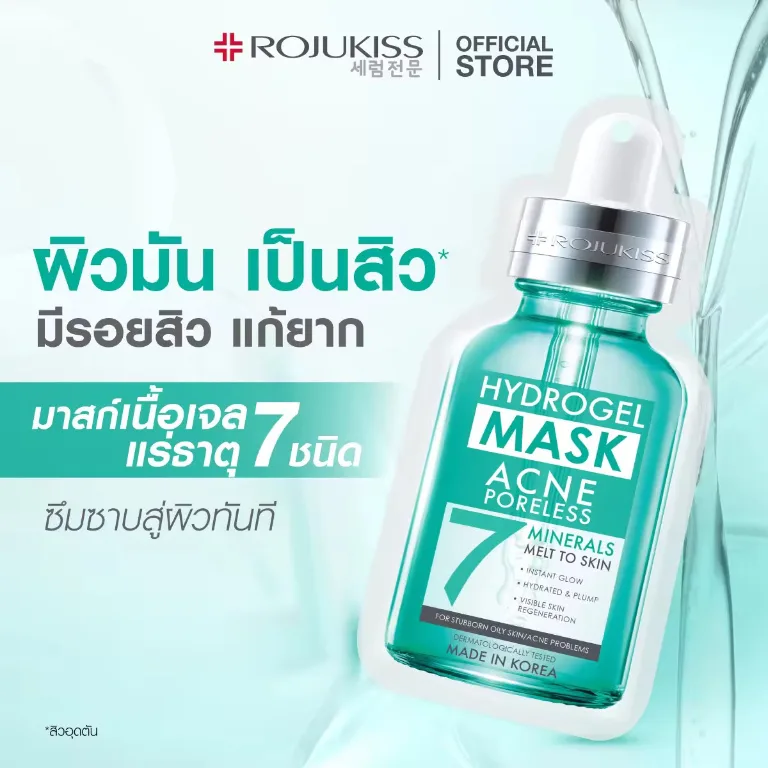 ROJUKISS
세럼전문
OFFICIAL
STORE
ผิวมัน เป็นสิว*
มีรอยสิว แก้ยาก
มาสก์เนื้อเจล
แร่ธาตุ 7 ชนิด
ซึมซาบสู่ผิวทันที
ROJUKISS
HYDROGEL
MASK
ACNE
PORELESS
7 MINERALS
MELT TO SKIN
• INSTANT GLOW
• HYDRATED & PLUMP
• VISIBLE SKIN
REGENERATION
FOR STUBBORN OILY SKIN/ACNE PROBLEMS
DERMATOLOGICALLY TESTED
MADE IN KOREA
*สิวอุดตัน